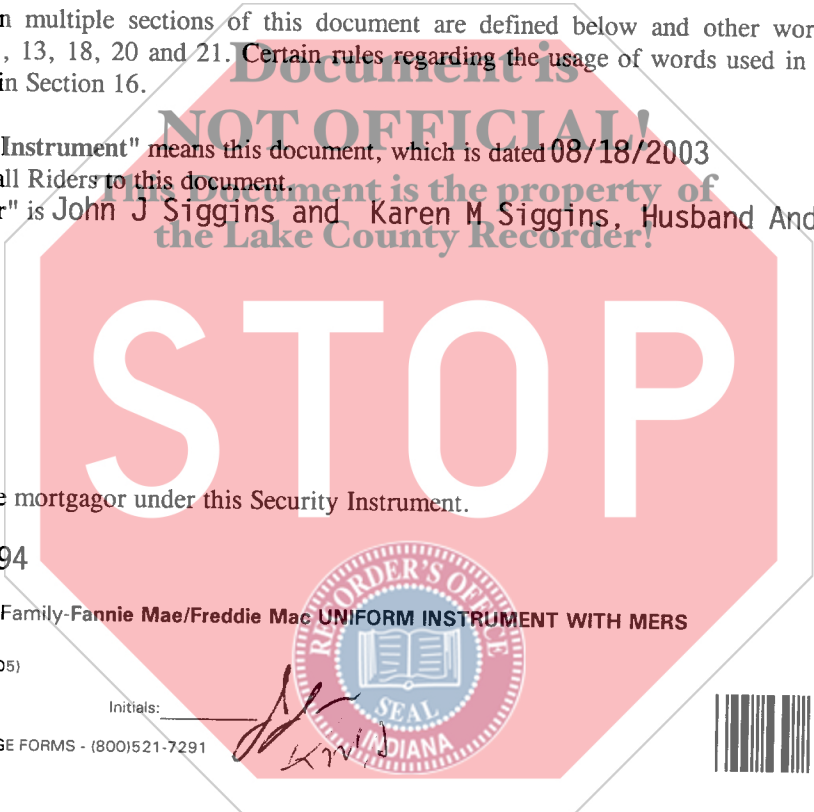 n multiple sections of this document are defined below and other wor
, 13, 18, 20 and 21. Certain rules regarding the usage of words used in
in Section 16.
Document is
NOT OFFICIAL!
This Document is the property of
the Lake County Recorder!
Instrument" means this document, which is dated 08/18/2003
all Riders to this document.
r" is John J Siggins and Karen M Siggins, Husband And
STOP
e mortgagor under this Security Instrument.
94
Family-Fannie Mae/Freddie Mac UNIFORM INSTRUMENT WITH MERS
05)
RECORDER'S OFFICE
SEAL
INDIANA
Initials:
GE FORMS - (800)521-7291